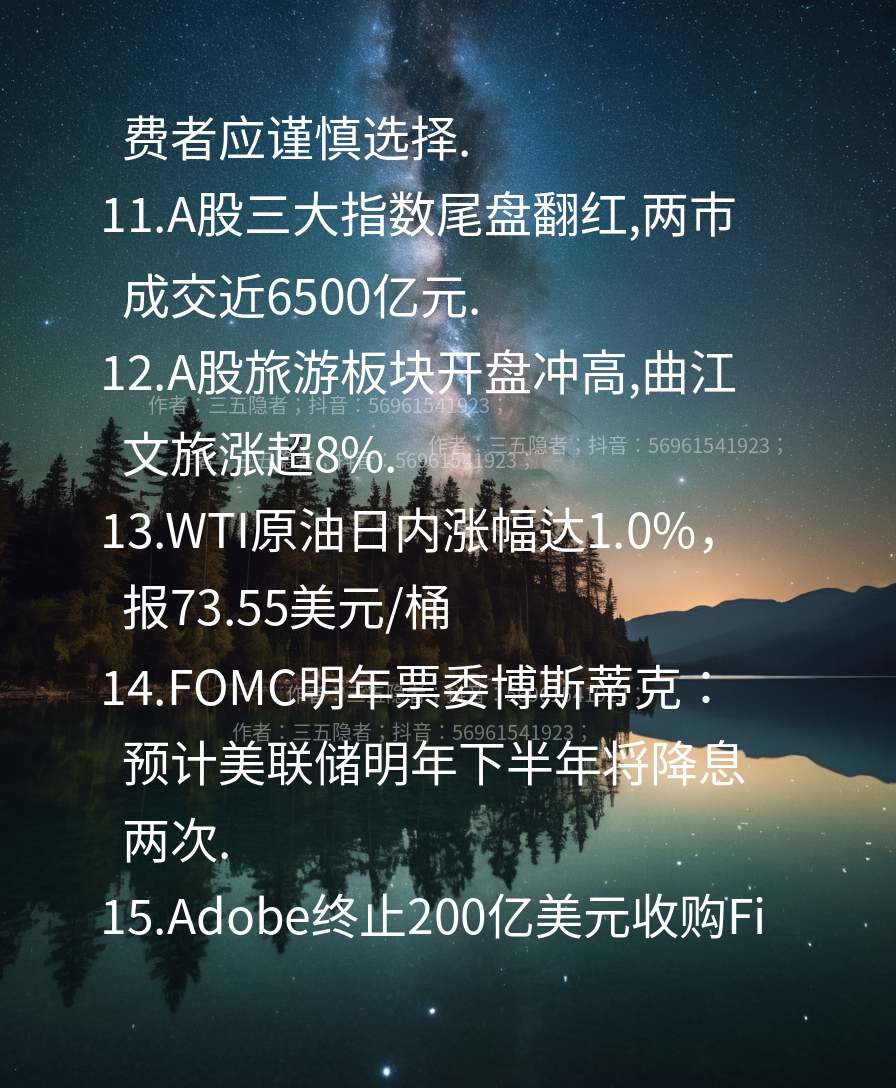 费者应谨慎选择.
11.A股三大指数尾盘翻红,两市
成交近6500亿元.
12.A股旅游板块开盘冲高,曲江
作者：三五隐者；抖音：56961541923；
作者：三五隐者；抖音：56961541923；
文旅涨超8%.
13.WTI原油日内涨幅达1.0%，
报73.55美元/桶
14.FOMC明年票委博斯蒂克：
作者：三五隐者；抖音：56961541923；
预计美联储明年下半年将降息
两次.
15.Adobe终止200亿美元收购Fi